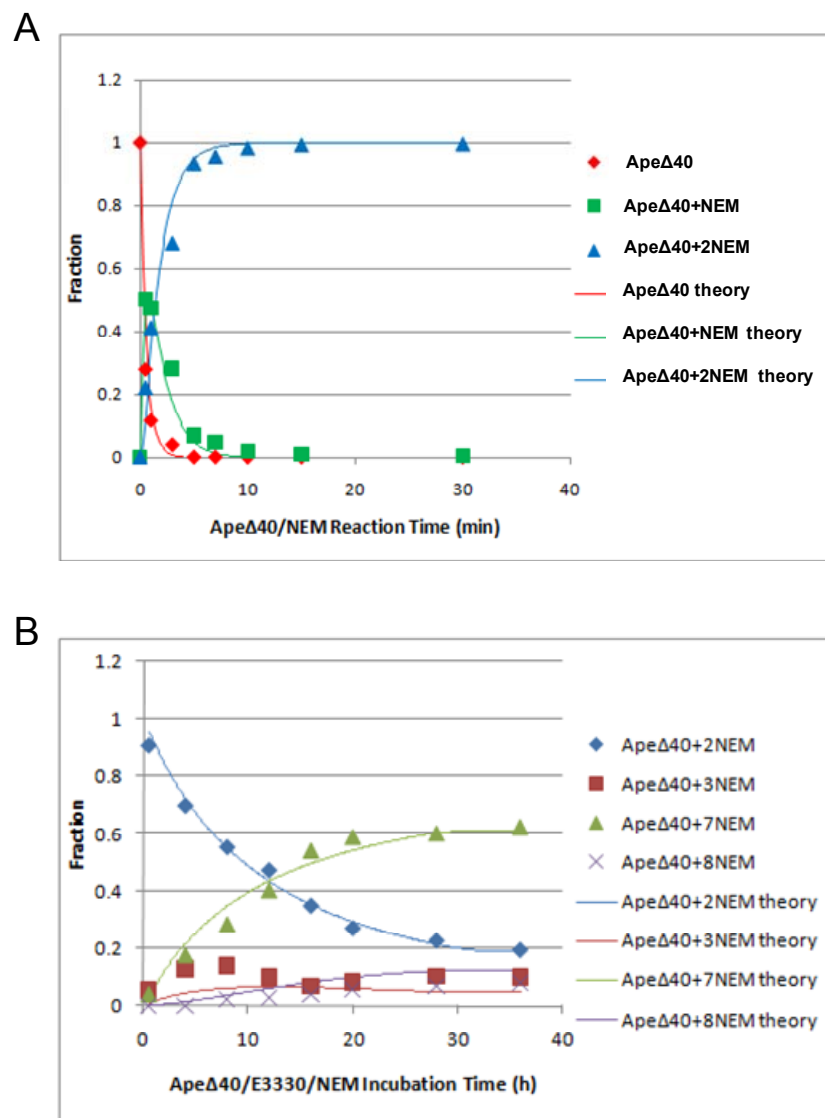 A
1.2
1
0.8
0.6
0.4
0.2
0
Fraction
0 10 20 30 40
ApeΔ40/NEM Reaction Time (min)
ApeΔ40
ApeΔ40+NEM
ApeΔ40+2NEM
ApeΔ40 theory
ApeΔ40+NEM theory
ApeΔ40+2NEM theory
B
1.2
1
0.8
0.6
0.4
0.2
0
Fraction
0 10 20 30 40
ApeΔ40/E3330/NEM Incubation Time (h)
ApeΔ40+2NEM
ApeΔ40+3NEM
ApeΔ40+7NEM
ApeΔ40+8NEM
ApeΔ40+2NEM theory
ApeΔ40+3NEM theory
ApeΔ40+7NEM theory
ApeΔ40+8NEM theory